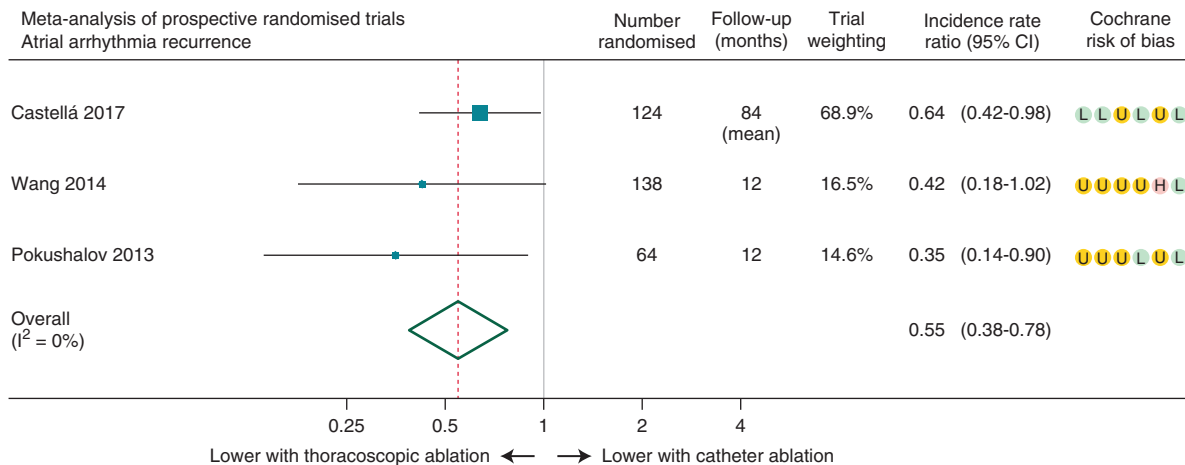 Meta-analysis of prospective randomised trials
Atrial arrhythmia recurrence
Number randomised
Follow-up (months)
Trial weighting
Incidence rate ratio (95% CI)
Cochrane risk of bias
Castellá 2017 124 84 (mean) 68.9% 0.64 (0.42-0.98) L L U L U L
Wang 2014 138 12 16.5% 0.42 (0.18-1.02) U U U U H L
Pokushalov 2013 64 12 14.6% 0.35 (0.14-0.90) U U U L U L
Overall 0.55 (0.38-0.78)
(I² = 0%)
0.25 0.5 1 2 4
Lower with thoracoscopic ablation ← → Lower with catheter ablation